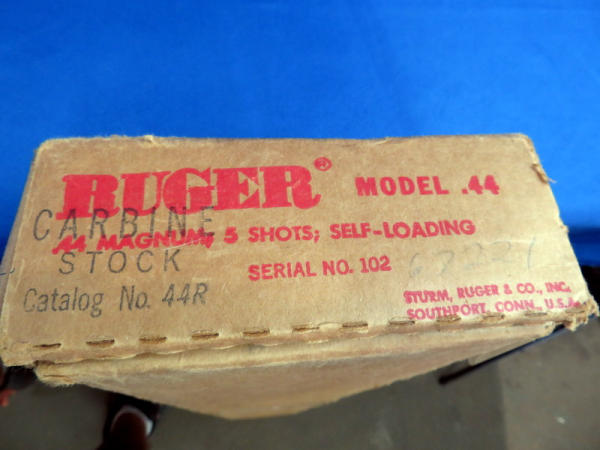 RUGER® MODEL .44
CARBINE
.44 MAGNUM; 5 SHOTS; SELF-LOADING
STOCK
SERIAL NO. 102
Catalog No. 44R
STURM, RUGER & CO., INC.
SOUTHPORT, CONN., U.S.A.